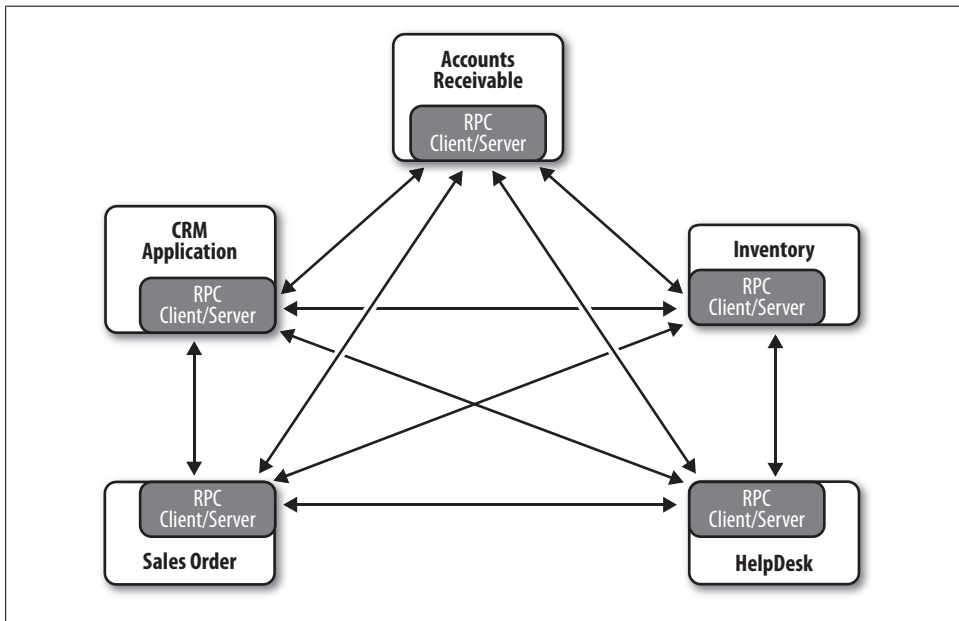 Accounts
Receivable
RPC
Client/Server
CRM
Application
RPC
Client/Server
Inventory
RPC
Client/Server
RPC
Client/Server
Sales Order
RPC
Client/Server
HelpDesk